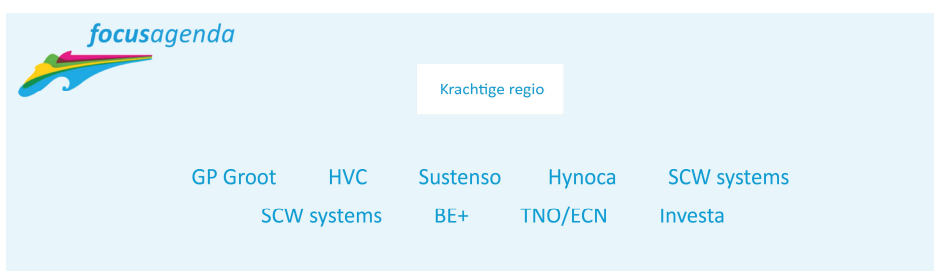 focusagenda
Krachtige regio
GP Groot HVC Sustenso Hynoca SCW systems
SCW systems BE+ TNO/ECN Investa